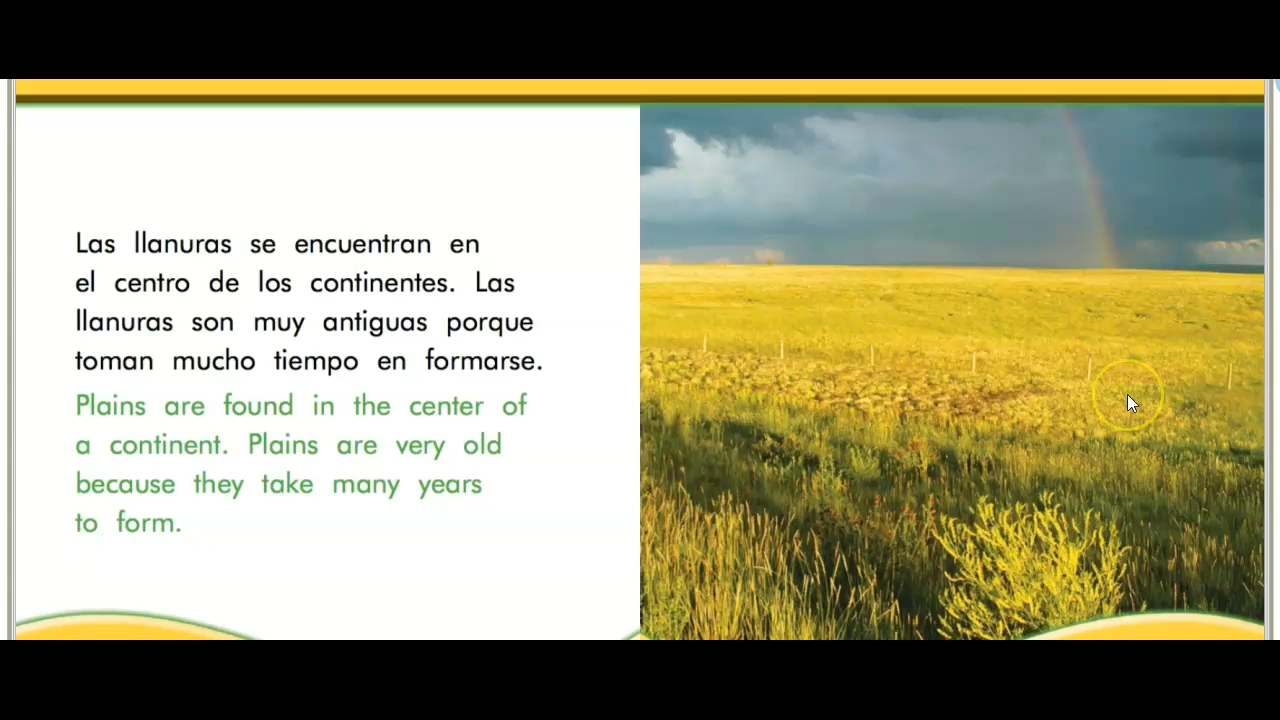 Las llanuras se encuentran en
el centro de los continentes. Las
llanuras son muy antiguas porque
toman mucho tiempo en formarse.
Plains are found in the center of
a continent. Plains are very old
because they take many years
to form.